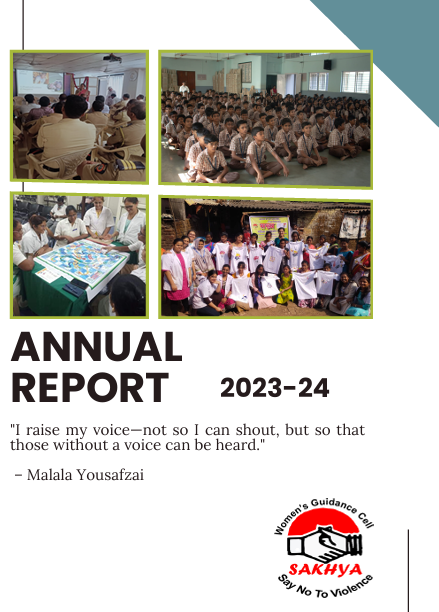 ANNUAL
REPORT
2023-24
"I raise my voice—not so I can shout, but so that
those without a voice can be heard."
– Malala Yousafzai
Women's Guidance Cell
SAKHYA
Say No To Violence